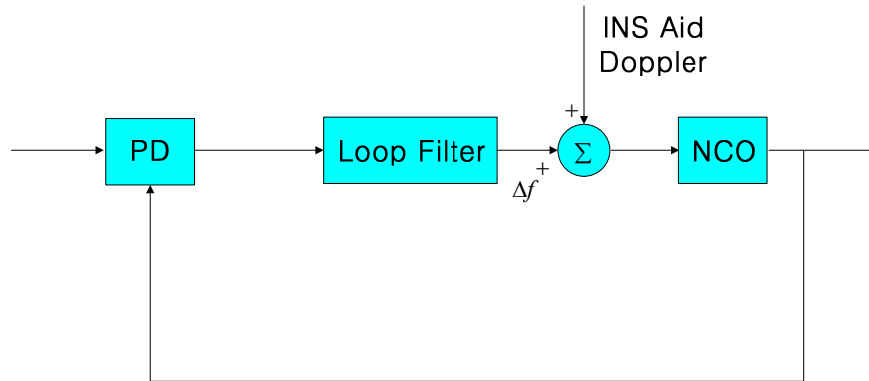 INS Aid
Doppler
+
PD
Loop Filter
+
Δf
Σ
NCO